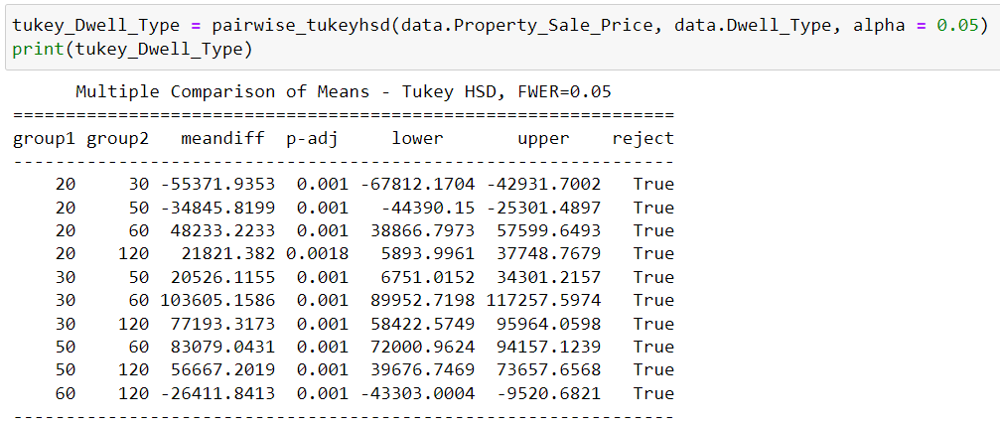 tukey_Dwell_Type = pairwise_tukeyhsd(data.Property_Sale_Price, data.Dwell_Type, alpha = 0.05)
print(tukey_Dwell_Type)
Multiple Comparison of Means - Tukey HSD, FWER=0.05
===============================================================
group1 group2   meandiff  p-adj     lower       upper    reject
---------------------------------------------------------------
    20     30 -55371.9353  0.001 -67812.1704 -42931.7002   True
    20     50 -34845.8199  0.001   -44390.15 -25301.4897   True
    20     60  48233.2233  0.001  38866.7973  57599.6493   True
    20    120   21821.382 0.0018   5893.9961  37748.7679   True
    30     50  20526.1155  0.001   6751.0152  34301.2157   True
    30     60 103605.1586  0.001  89952.7198 117257.5974   True
    30    120  77193.3173  0.001  58422.5749  95964.0598   True
    50     60  83079.0431  0.001  72000.9624  94157.1239   True
    50    120  56667.2019  0.001  39676.7469  73657.6568   True
    60    120 -26411.8413  0.001 -43303.0004  -9520.6821   True
---------------------------------------------------------------